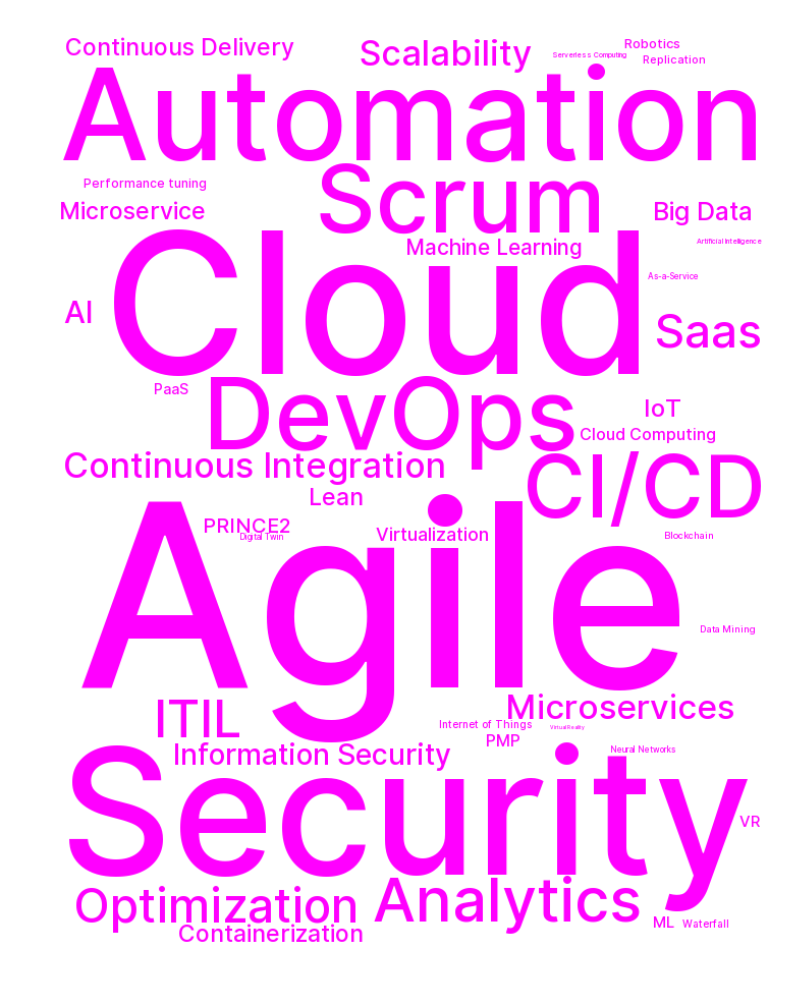 Continuous Delivery
Scalability
Robotics
Serverless Computing
Replication
Automation
Performance tuning
Scrum
Microservice
Big Data
Machine Learning
Artificial Intelligence
Cloud
As-a-Service
AI
Saas
PaaS
DevOps
IoT
Cloud Computing
Continuous Integration
CI/CD
Lean
PRINCE2
Digital Twin
Virtualization
Blockchain
Agile
Data Mining
ITIL
Microservices
Internet of Things
Virtual Reality
PMP
Information Security
Neural Networks
Security
VR
Optimization
Analytics
ML
Waterfall
Containerization